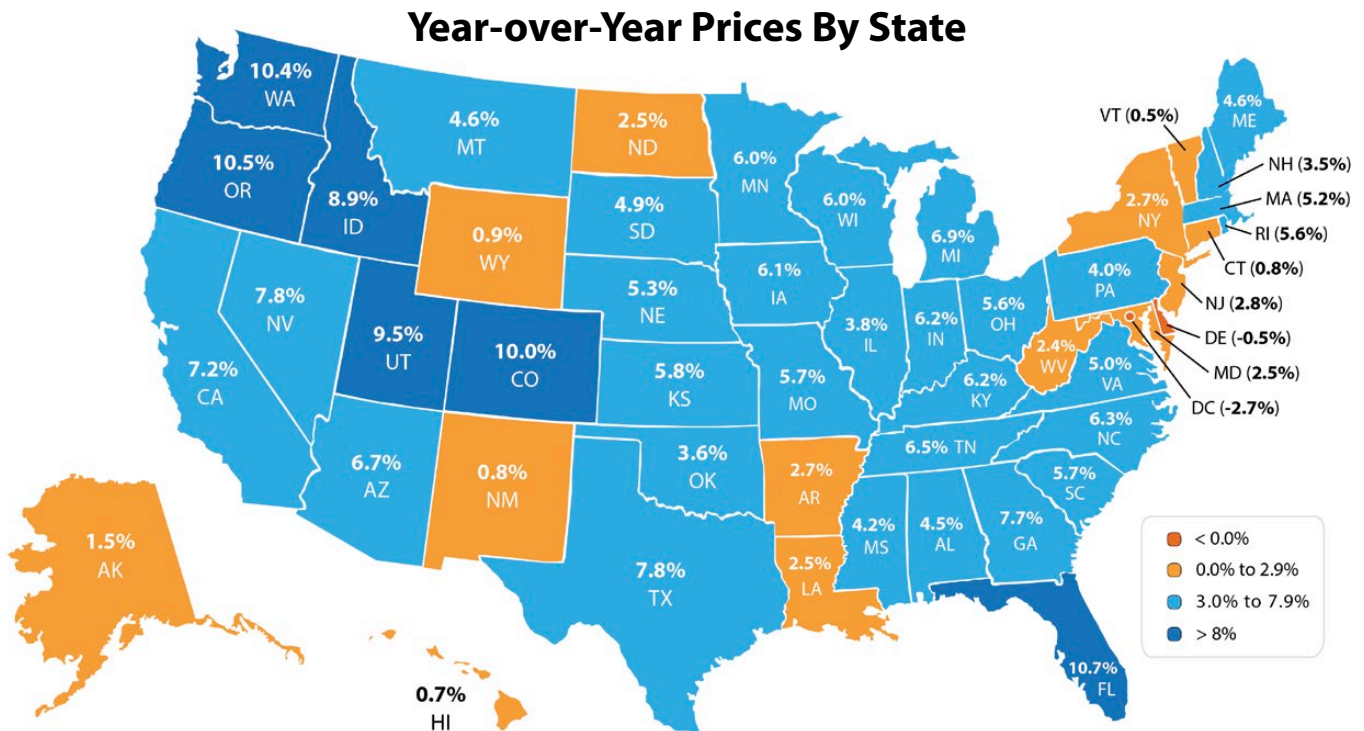 Year-over-Year Prices By State
10.4%
WA
10.5%
OR
8.9%
ID
4.6%
MT
2.5%
ND
6.0%
MN
4.9%
SD
0.9%
WY
6.0%
WI
6.9%
MI
7.8%
NV
7.2%
CA
9.5%
UT
10.0%
CO
5.3%
NE
6.1%
IA
3.8%
IL
6.2%
IN
5.6%
OH
4.0%
PA
2.7%
NY
4.6%
ME
VT (0.5%)
NH (3.5%)
MA (5.2%)
RI (5.6%)
CT (0.8%)
NJ (2.8%)
DE (-0.5%)
MD (2.5%)
DC (-2.7%)
2.4%
WV
5.0%
VA
5.8%
KS
5.7%
MO
6.2%
KY
6.3%
NC
6.5% TN
5.7%
SC
6.7%
AZ
0.8%
NM
3.6%
OK
2.7%
AR
4.2%
MS
4.5%
AL
7.7%
GA
7.8%
TX
2.5%
LA
10.7%
FL
1.5%
AK
0.7%
HI
< 0.0%
0.0% to 2.9%
3.0% to 7.9%
> 8%